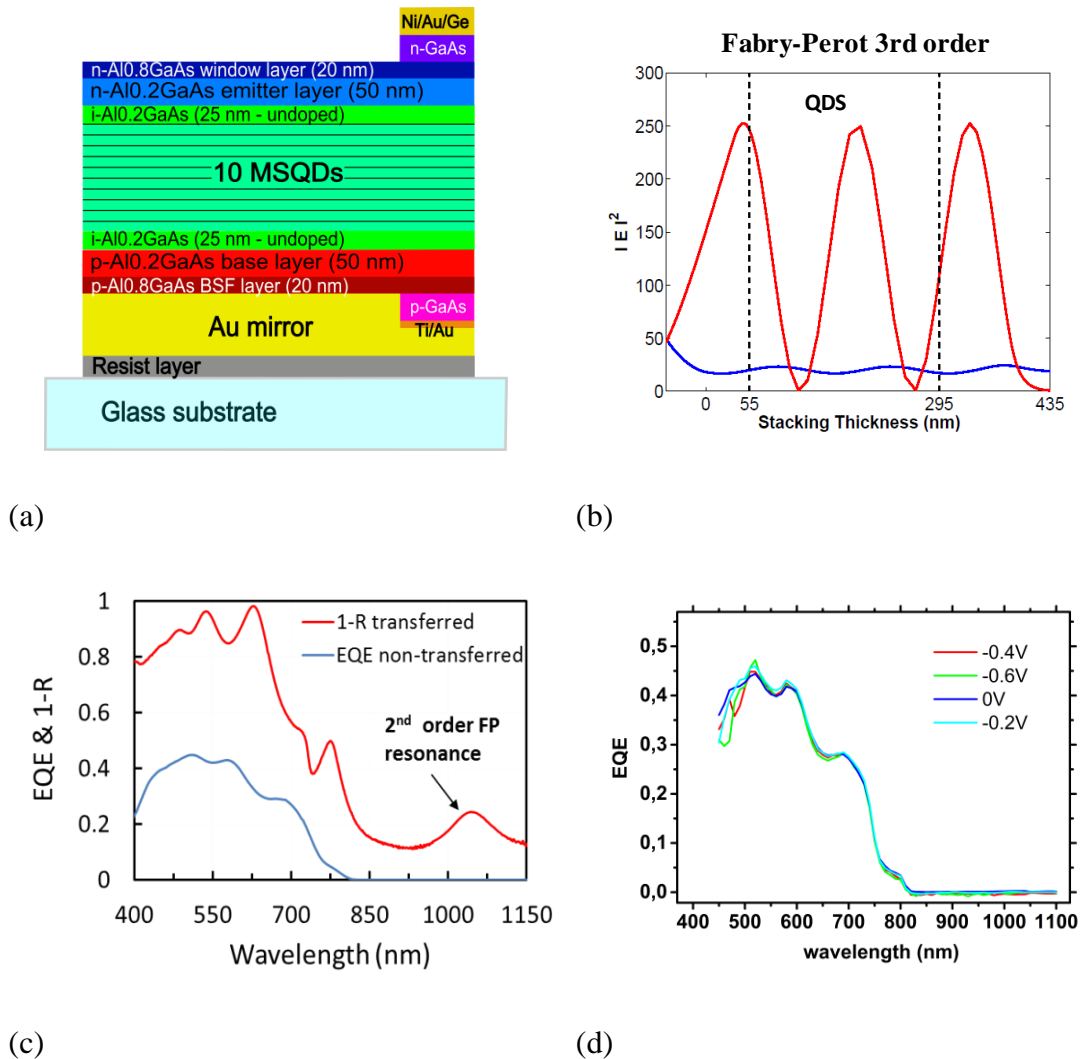 Ni/Au/Ge
n-GaAs
n-Al0.8GaAs window layer (20 nm)
n-Al0.2GaAs emitter layer (50 nm)
i-Al0.2GaAs (25 nm - undoped)
10 MSQDs
i-Al0.2GaAs (25 nm - undoped)
p-Al0.2GaAs base layer (50 nm)
p-Al0.8GaAs BSF layer (20 nm)
p-GaAs
Au mirror
Ti/Au
Resist layer
Glass substrate
(a)
Fabry-Perot 3rd order
300
250
200
150
100
50
0
QDS
I E I²
0
55
295
435
Stacking Thickness (nm)
(b)
1
0.8
0.6
0.4
0.2
0
EQE & 1-R
1-R transferred
EQE non-transferred
2nd order FP
resonance
400
550
700
850
1000
1150
Wavelength (nm)
(c)
0,5
0,4
0,3
0,2
0,1
0,0
EQE
-0.4V
-0.6V
0V
-0.2V
400
500
600
700
800
900
1000
1100
wavelength (nm)
(d)